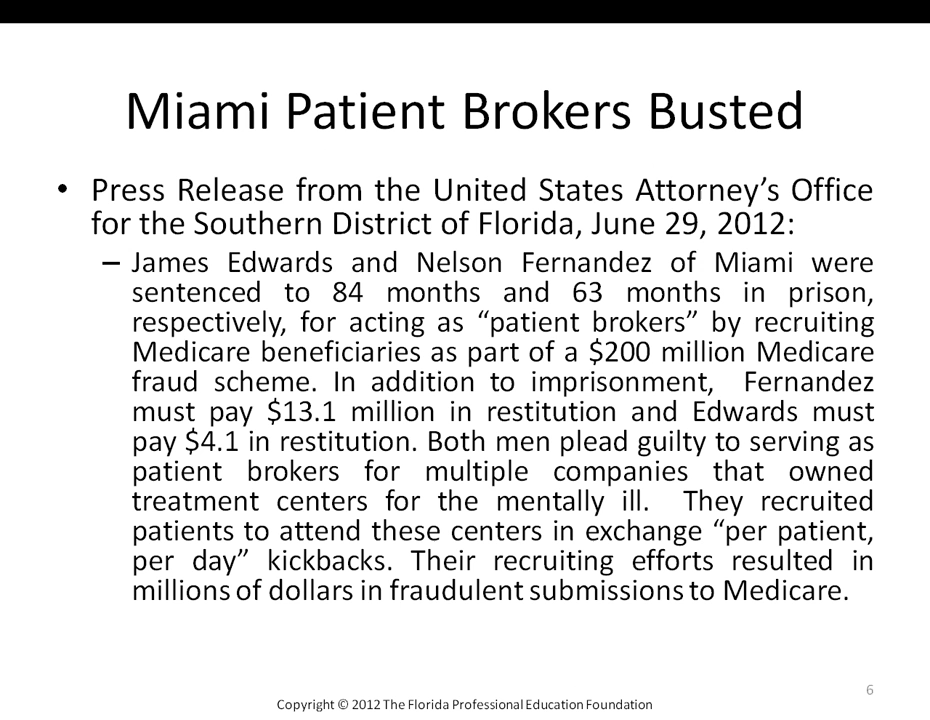 Miami Patient Brokers Busted
• Press Release from the United States Attorney’s Office
for the Southern District of Florida, June 29, 2012:
– James Edwards and Nelson Fernandez of Miami were
sentenced to 84 months and 63 months in prison,
respectively, for acting as “patient brokers” by recruiting
Medicare beneficiaries as part of a $200 million Medicare
fraud scheme. In addition to imprisonment,  Fernandez
must pay $13.1 million in restitution and Edwards must
pay $4.1 in restitution. Both men plead guilty to serving as
patient brokers for multiple companies that owned
treatment centers for the mentally ill.  They recruited
patients to attend these centers in exchange “per patient,
per day” kickbacks. Their recruiting efforts resulted in
millions of dollars in fraudulent submissions to Medicare.
6
Copyright © 2012 The Florida Professional Education Foundation